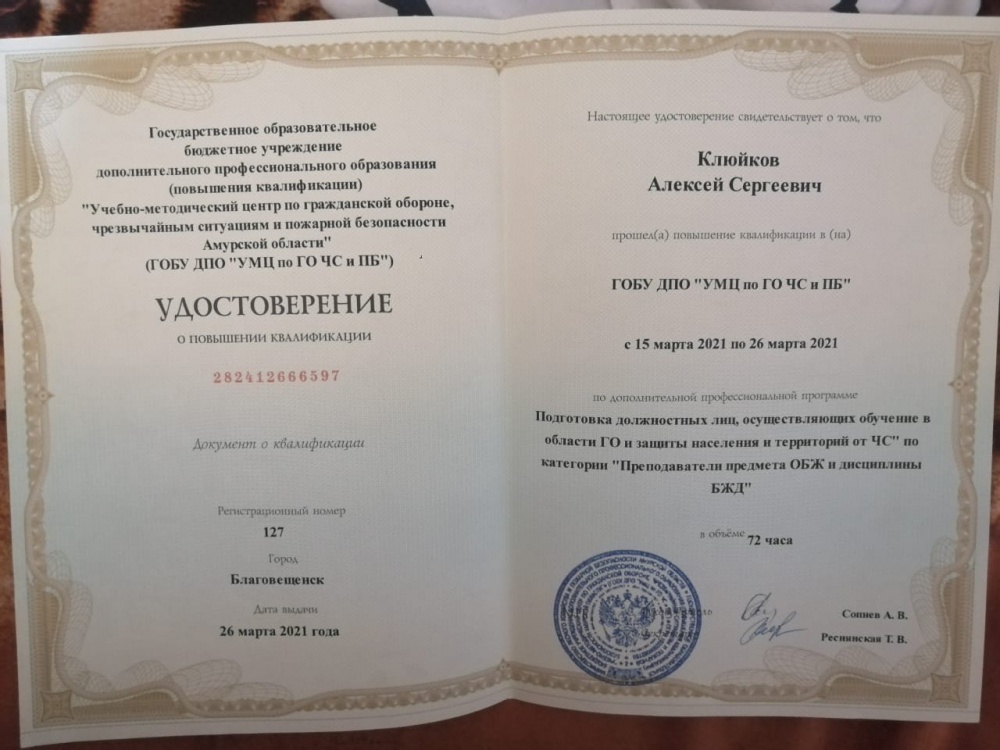 Государственное образовательное
бюджетное учреждение
дополнительного профессионального образования
(повышения квалификации)
"Учебно-методический центр по гражданской обороне,
чрезвычайным ситуациям и пожарной безопасности
Амурской области"
(ГОБУ ДПО "УМЦ по ГО ЧС и ПБ")
УДОСТОВЕРЕНИЕ
О ПОВЫШЕНИИ КВАЛИФИКАЦИИ
282412666597
Документ о квалификации
Регистрационный номер
127
Город
Благовещенск
Дата выдачи
26 марта 2021 года
Настоящее удостоверение свидетельствует о том, что
Клюйков
Алексей Сергеевич
прошел(а) повышение квалификации в (на)
ГОБУ ДПО "УМЦ по ГО ЧС и ПБ"
с 15 марта 2021 по 26 марта 2021
по дополнительной профессиональной программе
Подготовка должностных лиц, осуществляющих обучение в
области ГО и защиты населения и территорий от ЧС" по
категории "Преподаватели предмета ОБЖ и дисциплины
БЖД"
в объёме 72 часа
Сопнев А. В.
Реснянская Т. В.